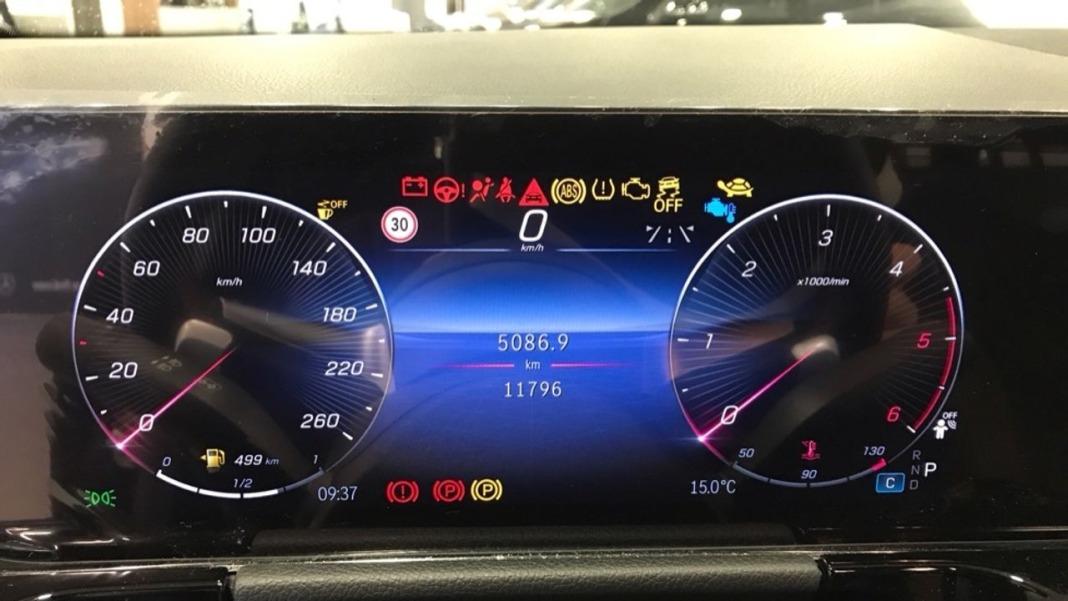 OFF
30
0
km/h
ABS
!
OFF
80 100
60 140
km/h
40 180
20 220
0 260
0 499 km 1
1/2
09:37
5086.9
km
11796
3
2 4
x1000/min
1 5
0 6
OFF
50 130
90
15.0°C
C
R
N P
D
! P P